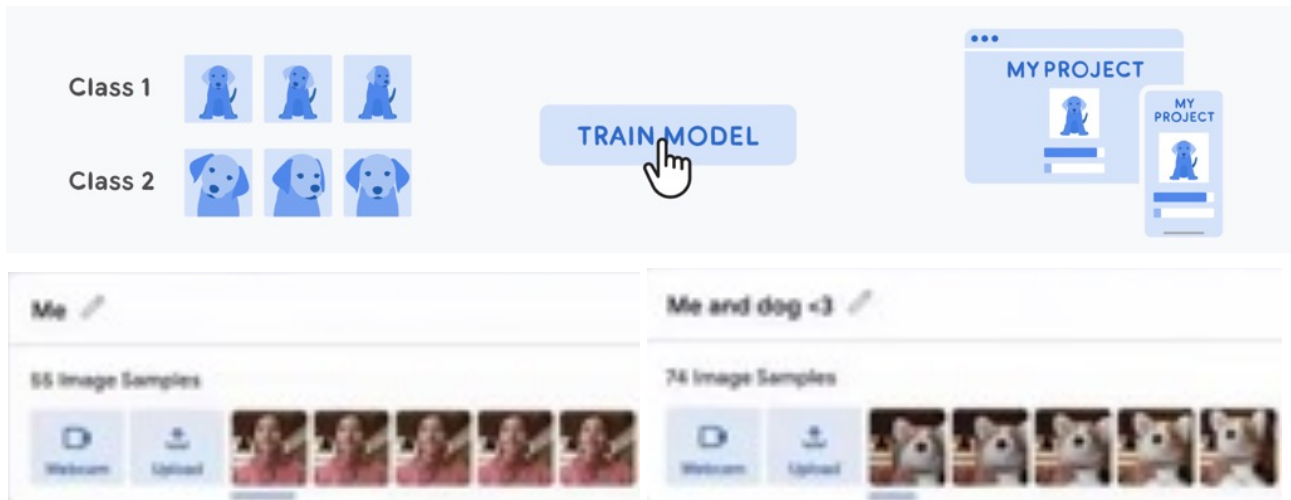 Class 1
Class 2
TRAIN MODEL
MY PROJECT
MY
PROJECT
Me
55 Image Samples
Webcam Upload
Me and dog <3
74 Image Samples
Webcam Upload